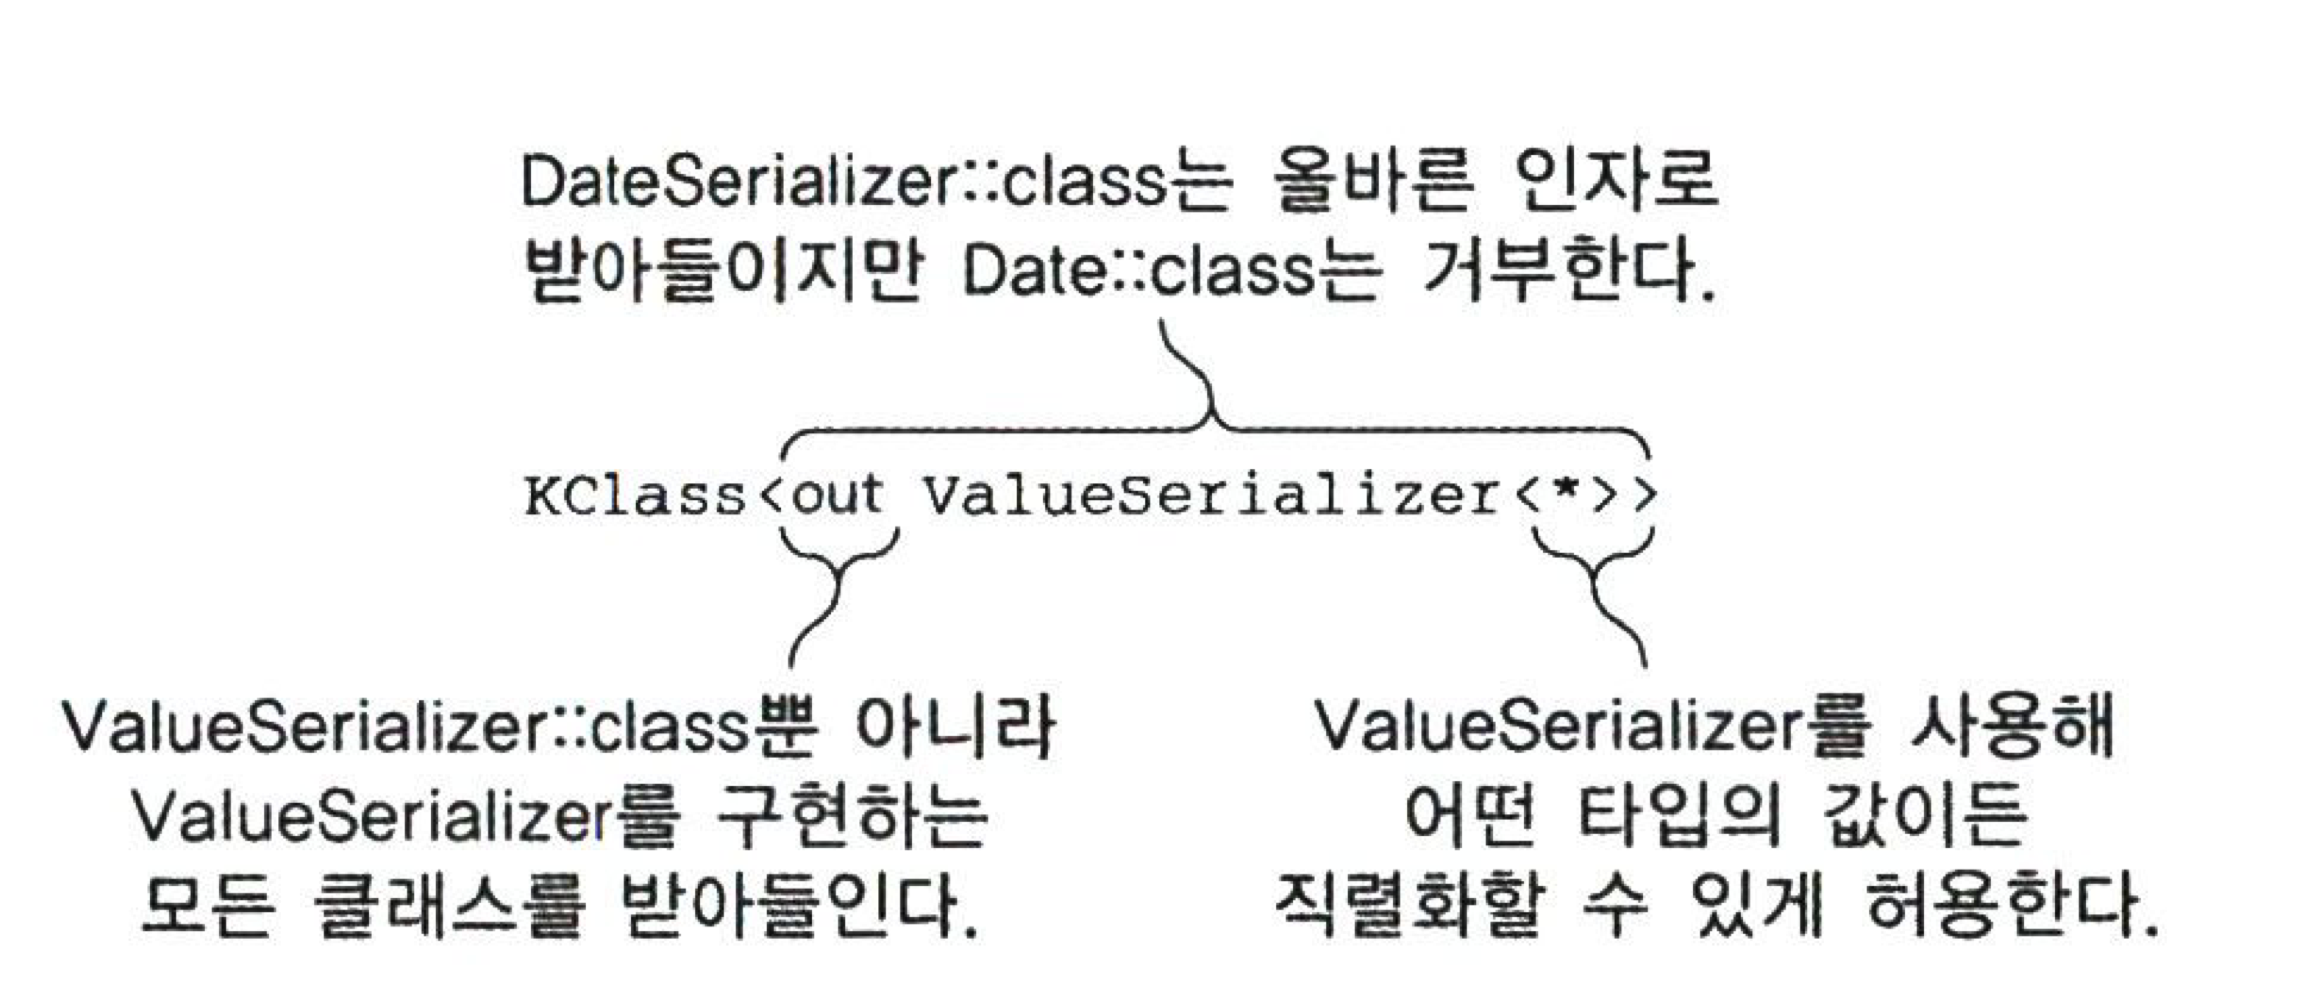 DateSerializer::class는 올바른 인자로
받아들이지만 Date::class는 거부한다.
KClass<out ValueSerializer<*>>
ValueSerializer::class뿐 아니라
ValueSerializer를 구현하는
모든 클래스를 받아들인다.
ValueSerializer를 사용해
어떤 타입의 값이든
직렬화할 수 있게 허용한다.